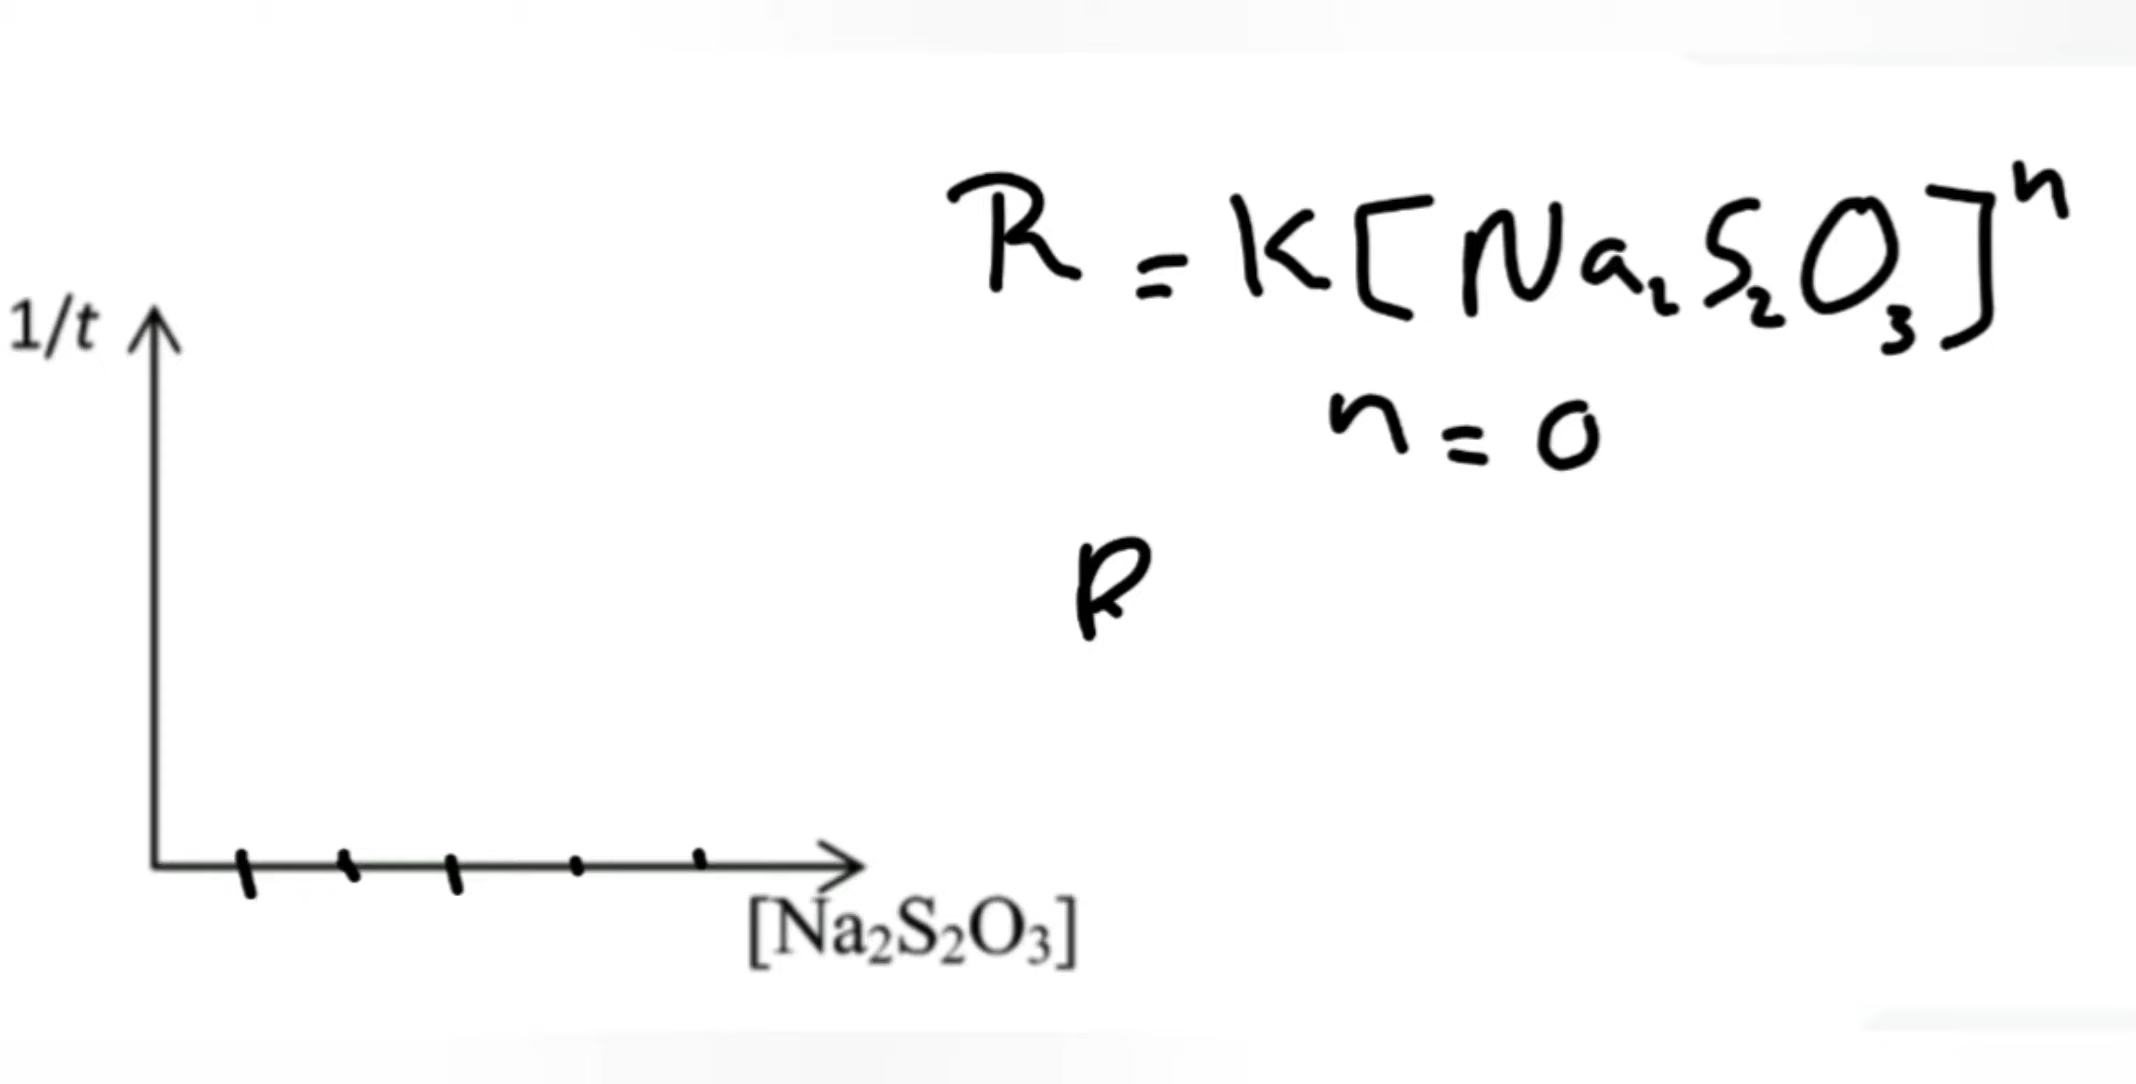 R = K[Na₂S₂O₃]ⁿ
1/t
n = 0
R
[Na₂S₂O₃]